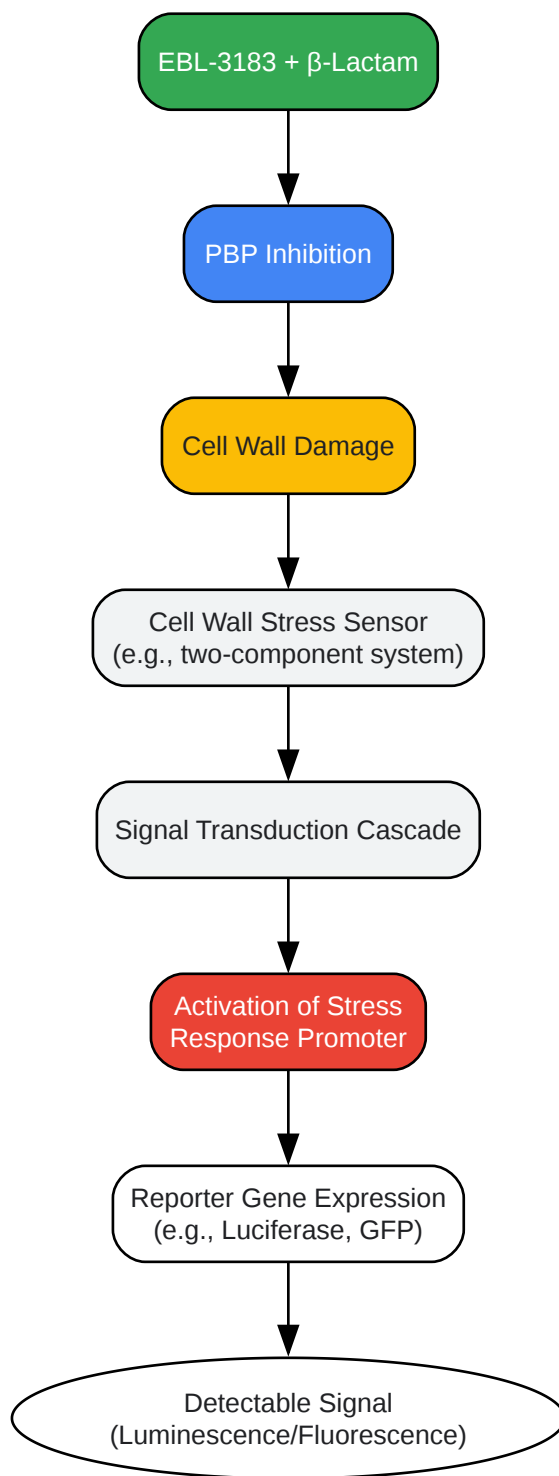 EBL-3183 + β-Lactam
PBP Inhibition
Cell Wall Damage
Cell Wall Stress Sensor
(e.g., two-component system)
Signal Transduction Cascade
Activation of Stress
Response Promoter
Reporter Gene Expression
(e.g., Luciferase, GFP)
Detectable Signal
(Luminescence/Fluorescence)